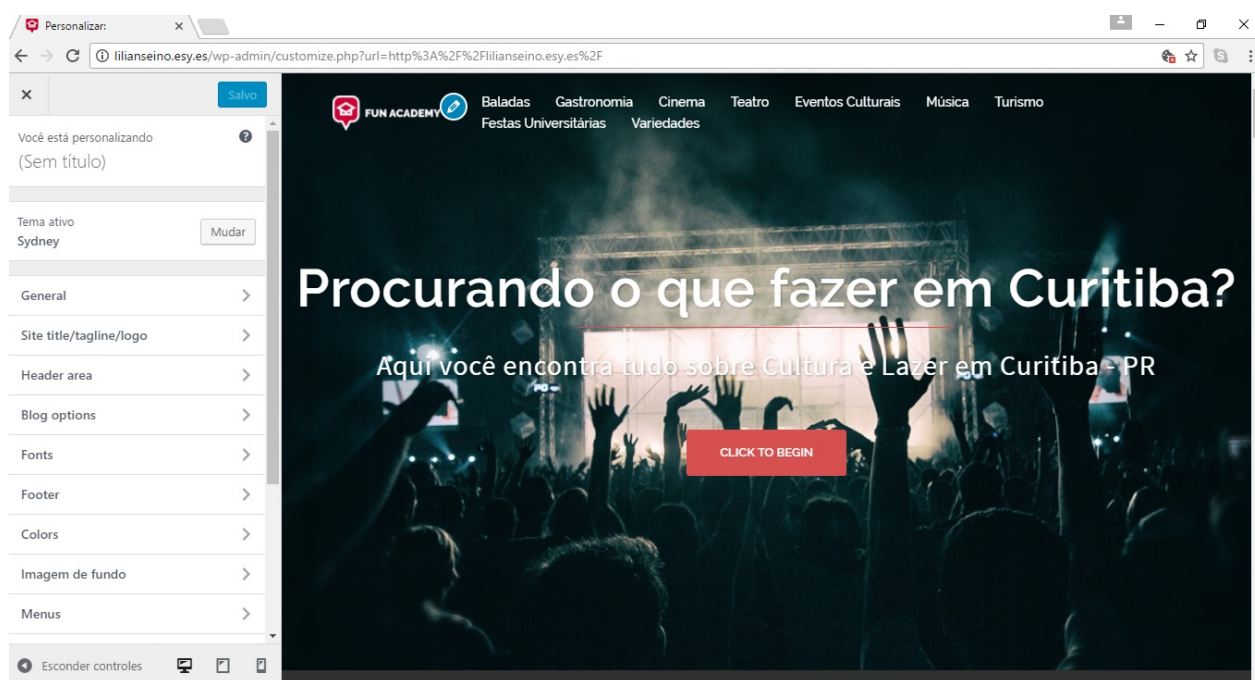 Personalizar:
lilianseino.esy.es/wp-admin/customize.php?url=http%3A%2F%2Flilianseino.esy.es%2F
Salvo
Você está personalizando
(Sem título)
Tema ativo
Sydney
Mudar
General
Site title/tagline/logo
Header area
Blog options
Fonts
Footer
Colors
Imagem de fundo
Menus
Esconder controles
FUN ACADEMY
Baladas Gastronomia Cinema Teatro Eventos Culturais Música Turismo
Festas Universitárias Variedades
Procurando o que fazer em Curitiba?
Aqui você encontra tudo sobre Cultura e Lazer em Curitiba - PR
CLICK TO BEGIN